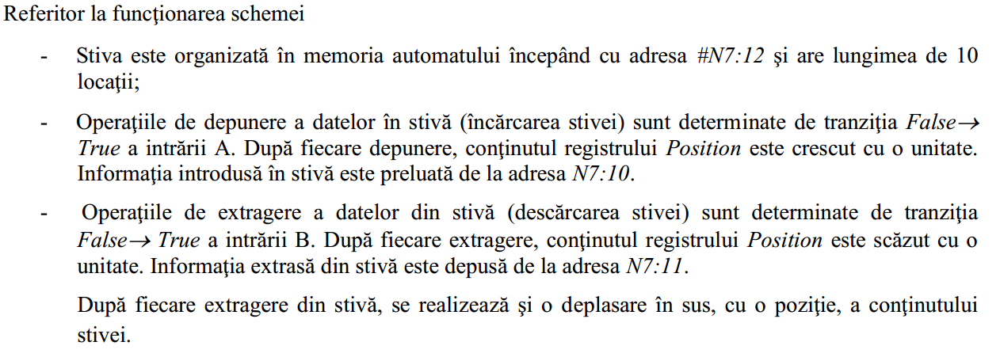 Referitor la funcţionarea schemei
- Stiva este organizată în memoria automatului începând cu adresa #N7:12 şi are lungimea de 10
locaţii;
- Operaţiile de depunere a datelor în stivă (încărcarea stivei) sunt determinate de tranziţia False→
True a intrării A. După fiecare depunere, conţinutul registrului Position este crescut cu o unitate.
Informaţia introdusă în stivă este preluată de la adresa N7:10.
- Operaţiile de extragere a datelor din stivă (descărcarea stivei) sunt determinate de tranziţia
False→ True a intrării B. După fiecare extragere, conţinutul registrului Position este scăzut cu o
unitate. Informaţia extrasă din stivă este depusă de la adresa N7:11.
După fiecare extragere din stivă, se realizează şi o deplasare în sus, cu o poziţie, a conţinutului
stivei.